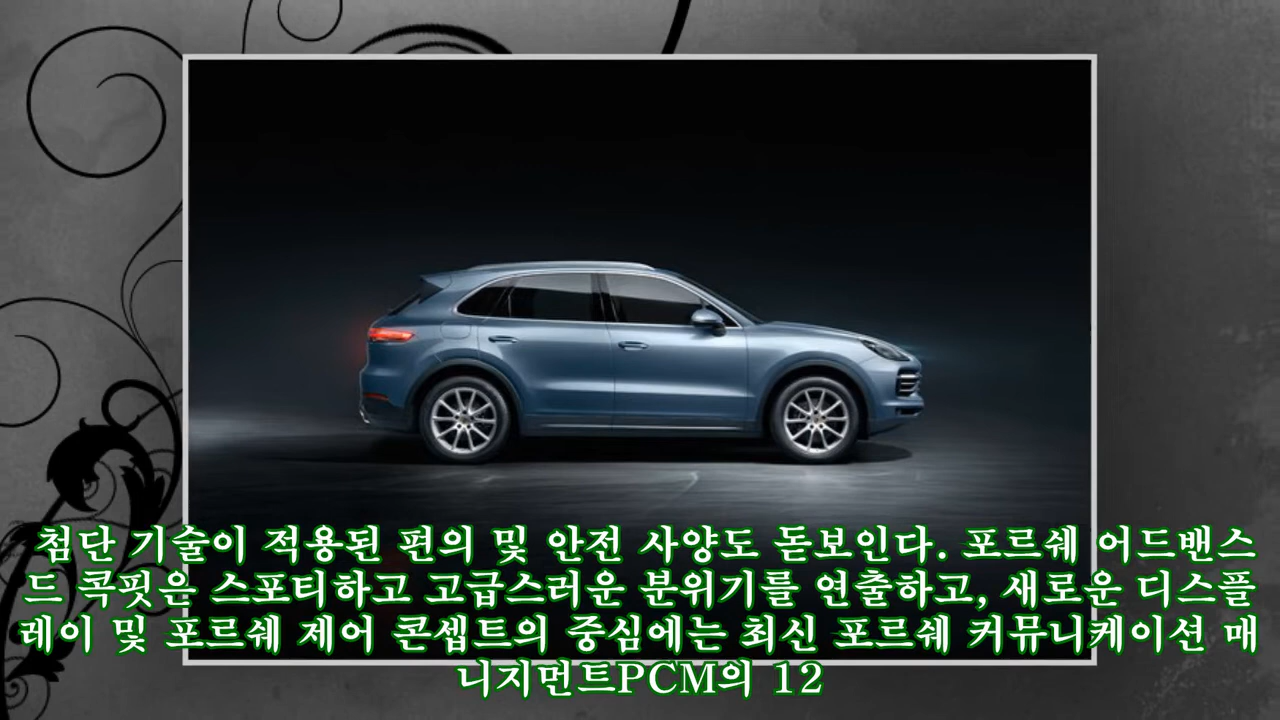 첨단 기술이 적용된 편의 및 안전 사양도 돋보인다. 포르쉐 어드밴스
드 콕핏은 스포티하고 고급스러운 분위기를 연출하고, 새로운 디스플
레이 및 포르쉐 제어 콘셉트의 중심에는 최신 포르쉐 커뮤니케이션 매
니지먼트PCM의 12